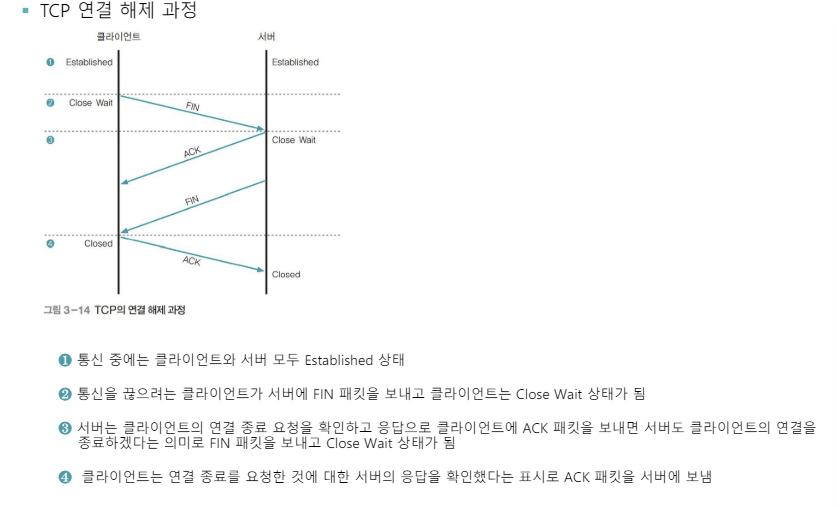 ▪ TCP 연결 해제 과정
클라이언트 서버
❶ Established Established
❷ Close Wait FIN
❸ Close Wait
ACK
FIN
❹ Closed
ACK
Closed
그림 3-14 TCP의 연결 해제 과정
❶ 통신 중에는 클라이언트와 서버 모두 Established 상태
❷ 통신을 끊으려는 클라이언트가 서버에 FIN 패킷을 보내고 클라이언트는 Close Wait 상태가 됨
❸ 서버는 클라이언트의 연결 종료 요청을 확인하고 응답으로 클라이언트에 ACK 패킷을 보내면 서버도 클라이언트의 연결을
종료하겠다는 의미로 FIN 패킷을 보내고 Close Wait 상태가 됨
❹ 클라이언트는 연결 종료를 요청한 것에 대한 서버의 응답을 확인했다는 표시로 ACK 패킷을 서버에 보냄